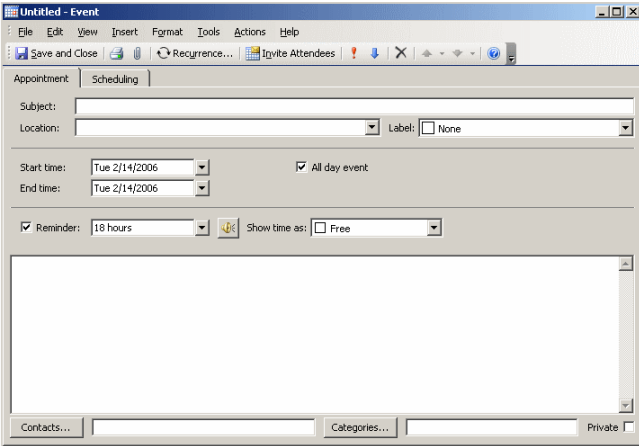 Untitled - Event
File Edit View Insert Format Tools Actions Help
Save and Close Recurrence... Invite Attendees
Appointment Scheduling
Subject:
Location: Label: None
Start time: Tue 2/14/2006 All day event
End time: Tue 2/14/2006
Reminder: 18 hours Show time as: Free
Contacts... Categories... Private